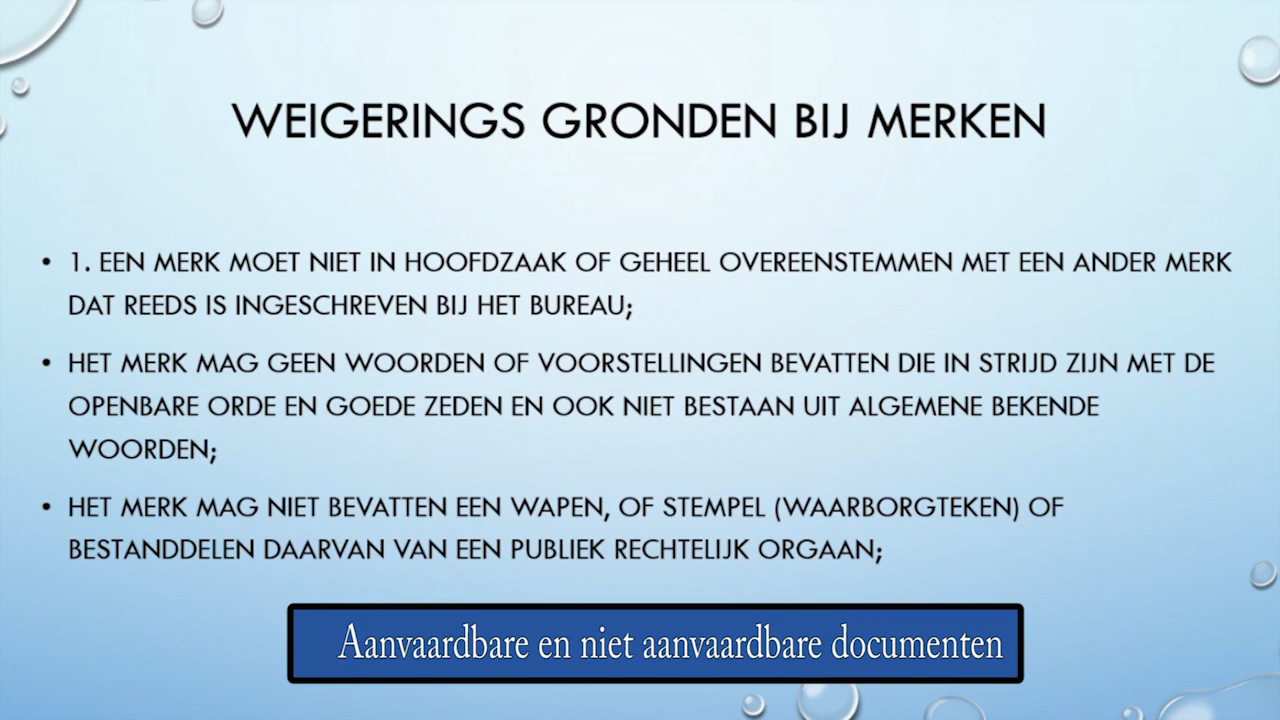 WEIGERINGS GRONDEN BIJ MERKEN
• 1. EEN MERK MOET NIET IN HOOFDZAAK OF GEHEEL OVEREENSTEMMEN MET EEN ANDER MERK
DAT REEDS IS INGESCHREVEN BIJ HET BUREAU;
• HET MERK MAG GEEN WOORDEN OF VOORSTELLINGEN BEVATTEN DIE IN STRIJD ZIJN MET DE
OPENBARE ORDE EN GOEDE ZEDEN EN OOK NIET BESTAAN UIT ALGEMENE BEKENDE
WOORDEN;
• HET MERK MAG NIET BEVATTEN EEN WAPEN, OF STEMPEL (WAARBORGTEKEN) OF
BESTANDDELEN DAARVAN VAN EEN PUBLIEK RECHTELIJK ORGAAN;
Aanvaardbare en niet aanvaardbare documenten